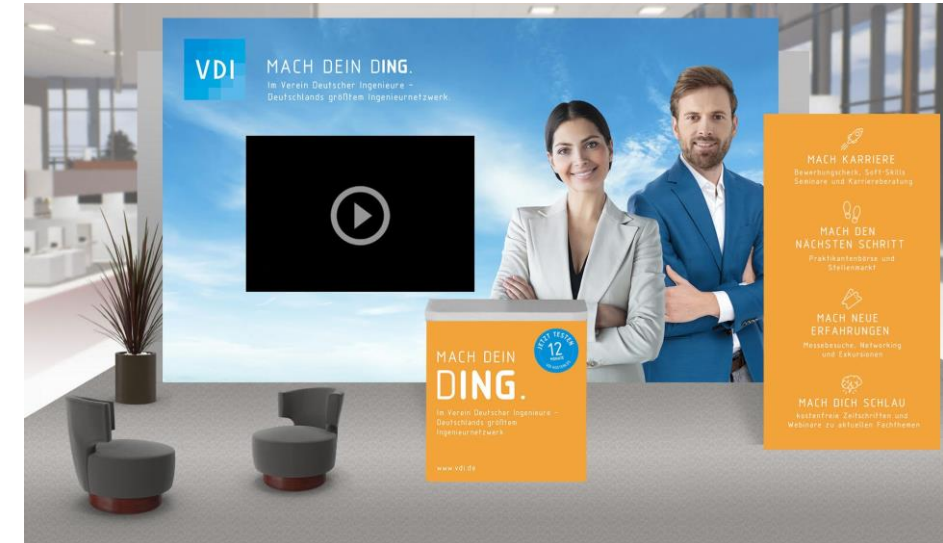 VDI
MACH DEIN DING.
Im Verein Deutscher Ingenieure –
Deutschlands größtem Ingenieurnetzwerk.
MACH KARRIERE
Bewerbungscheck, Soft-Skills
Seminare und Karriereberatung
MACH DEN
NÄCHSTEN SCHRITT
Praktikantenbörse und
Stellenmarkt
MACH NEUE
ERFAHRUNGEN
Messebesuche, Networking
und Exkursionen
MACH DICH SCHLAU
kostenfreie Zeitschriften und
Webinare zu aktuellen Fachthemen
JETZT TESTEN
12
MACH DEIN
DING.
Im Verein Deutscher Ingenieure –
Deutschlands größtem
Ingenieurnetzwerk
www.vdi.de